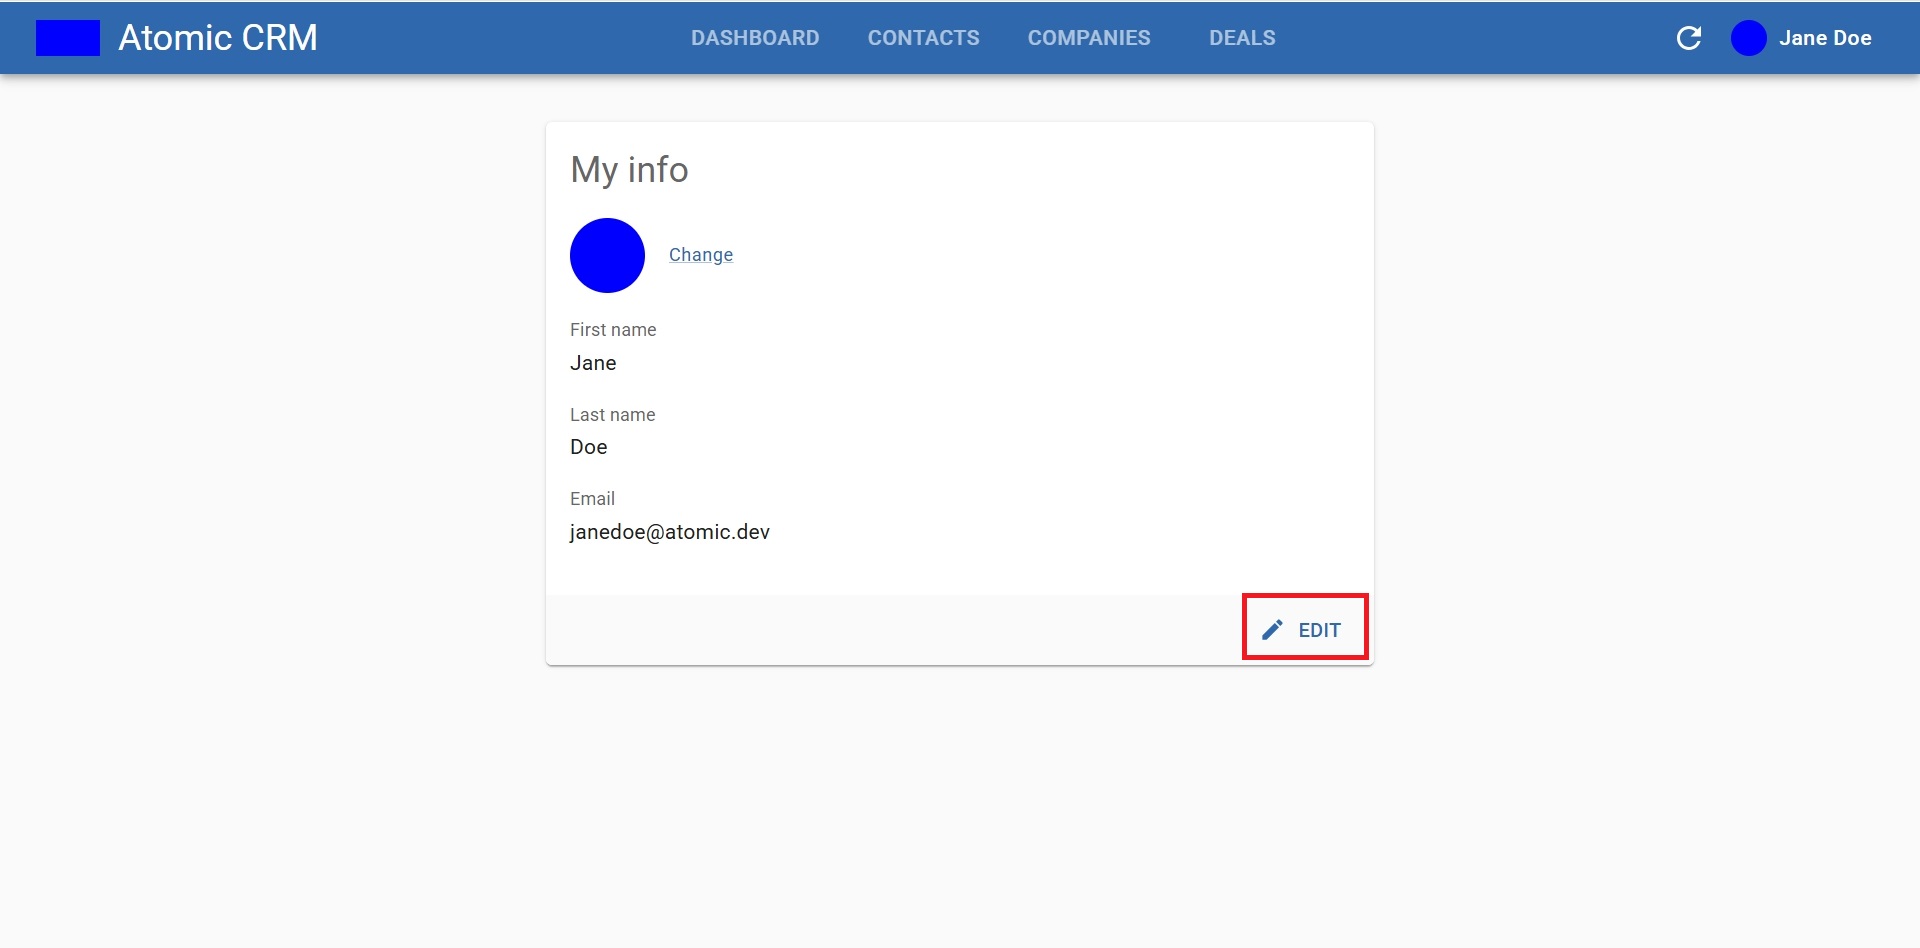 Atomic CRM
DASHBOARD CONTACTS COMPANIES DEALS
Jane Doe
My info
Change
First name
Jane
Last name
Doe
Email
janedoe@atomic.dev
EDIT